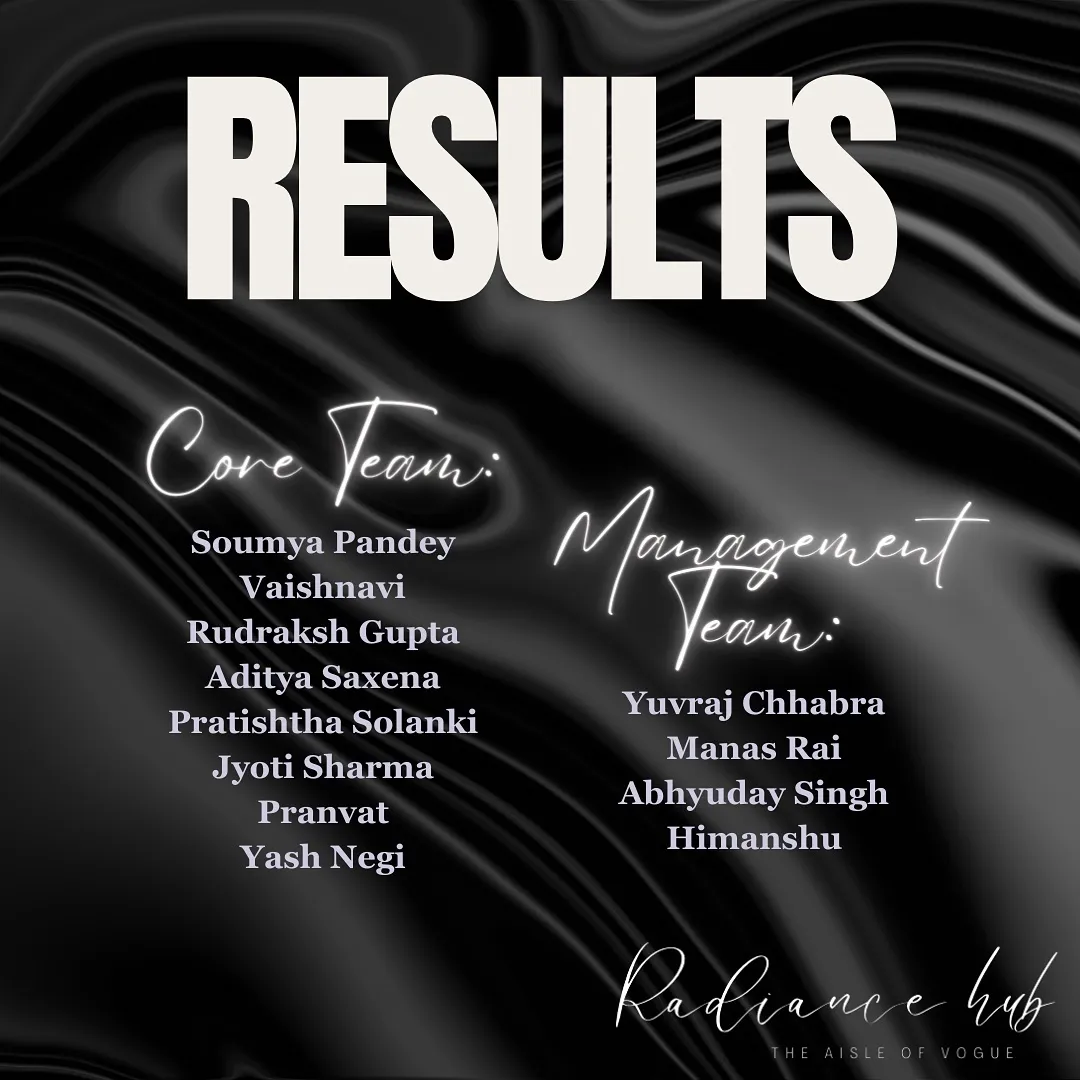 RESULTS
Core Team:
Soumya Pandey
Vaishnavi
Rudraksh Gupta
Aditya Saxena
Pratishtha Solanki
Jyoti Sharma
Pranvat
Yash Negi
Management
Team:
Yuvraj Chhabra
Manas Rai
Abhyuday Singh
Himanshu
Radiance hub
THE AISLE OF VOGUE